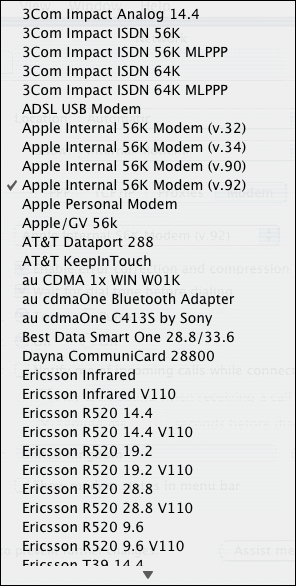 3Com Impact Analog 14.4
3Com Impact ISDN 56K
3Com Impact ISDN 56K MLPPP
3Com Impact ISDN 64K
3Com Impact ISDN 64K MLPPP
ADSL USB Modem
Apple Internal 56K Modem (v.32)
Apple Internal 56K Modem (v.34)
Apple Internal 56K Modem (v.90)
✓ Apple Internal 56K Modem (v.92)
Apple Personal Modem
Apple/GV 56k
AT&T Dataport 288
AT&T KeepInTouch
au CDMA 1x WIN W01K
au cdmaOne Bluetooth Adapter
au cdmaOne C413S by Sony
Best Data Smart One 28.8/33.6
Dayna CommuniCard 28800
Ericsson Infrared
Ericsson Infrared V110
Ericsson R520 14.4
Ericsson R520 14.4 V110
Ericsson R520 19.2
Ericsson R520 19.2 V110
Ericsson R520 28.8
Ericsson R520 28.8 V110
Ericsson R520 9.6
Ericsson R520 9.6 V110
Ericsson T39 14.4